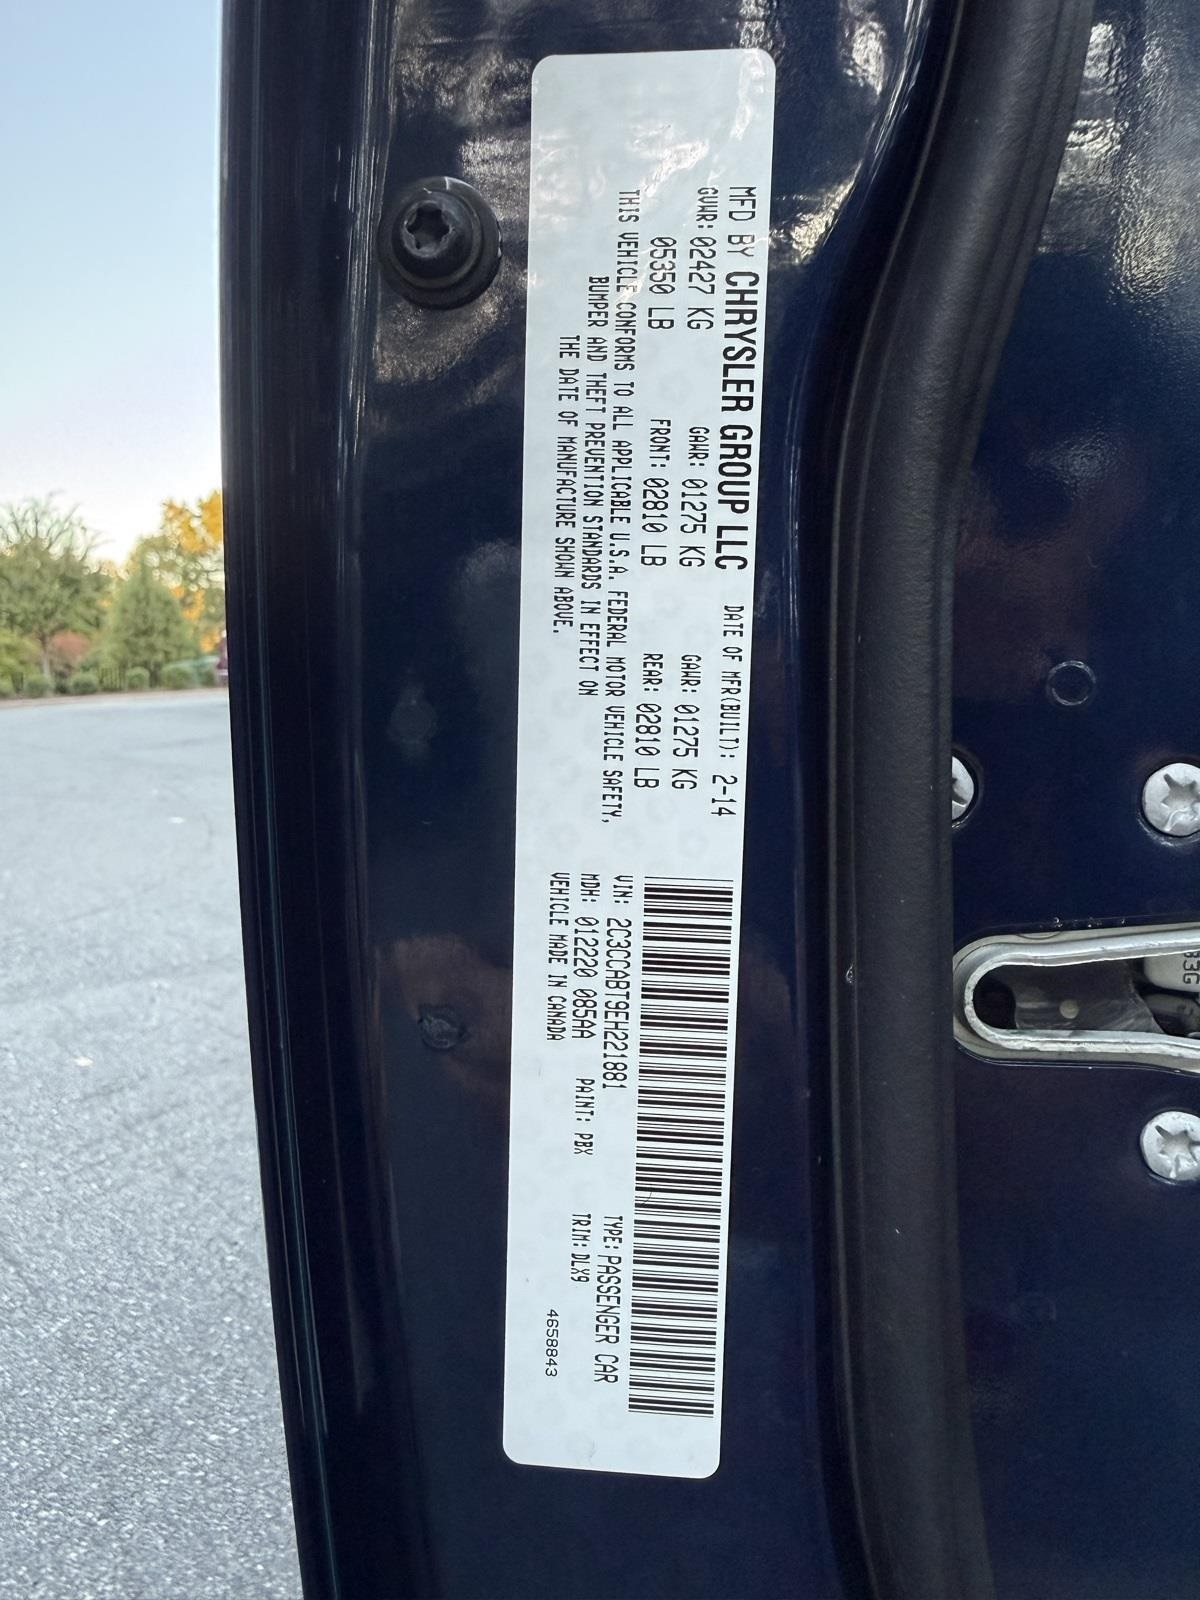 MFD BY CHRYSLER GROUP LLC DATE OF MFR(BUILT): 2-14
GVWR: 02427 KG GAWR: 01275 KG GAWR: 01275 KG
05350 LB FRONT: 02810 LB REAR: 02810 LB
THIS VEHICLE CONFORMS TO ALL APPLICABLE U.S.A. FEDERAL MOTOR VEHICLE SAFETY,
BUMPER AND THEFT PREVENTION STANDARDS IN EFFECT ON
THE DATE OF MANUFACTURE SHOWN ABOVE.
VIN: 2C3CCABT9EH221881 TYPE: PASSENGER CAR
MDH: 012220 085AA PAINT: PBX TRIM: DLX9
VEHICLE MADE IN CANADA 4658843